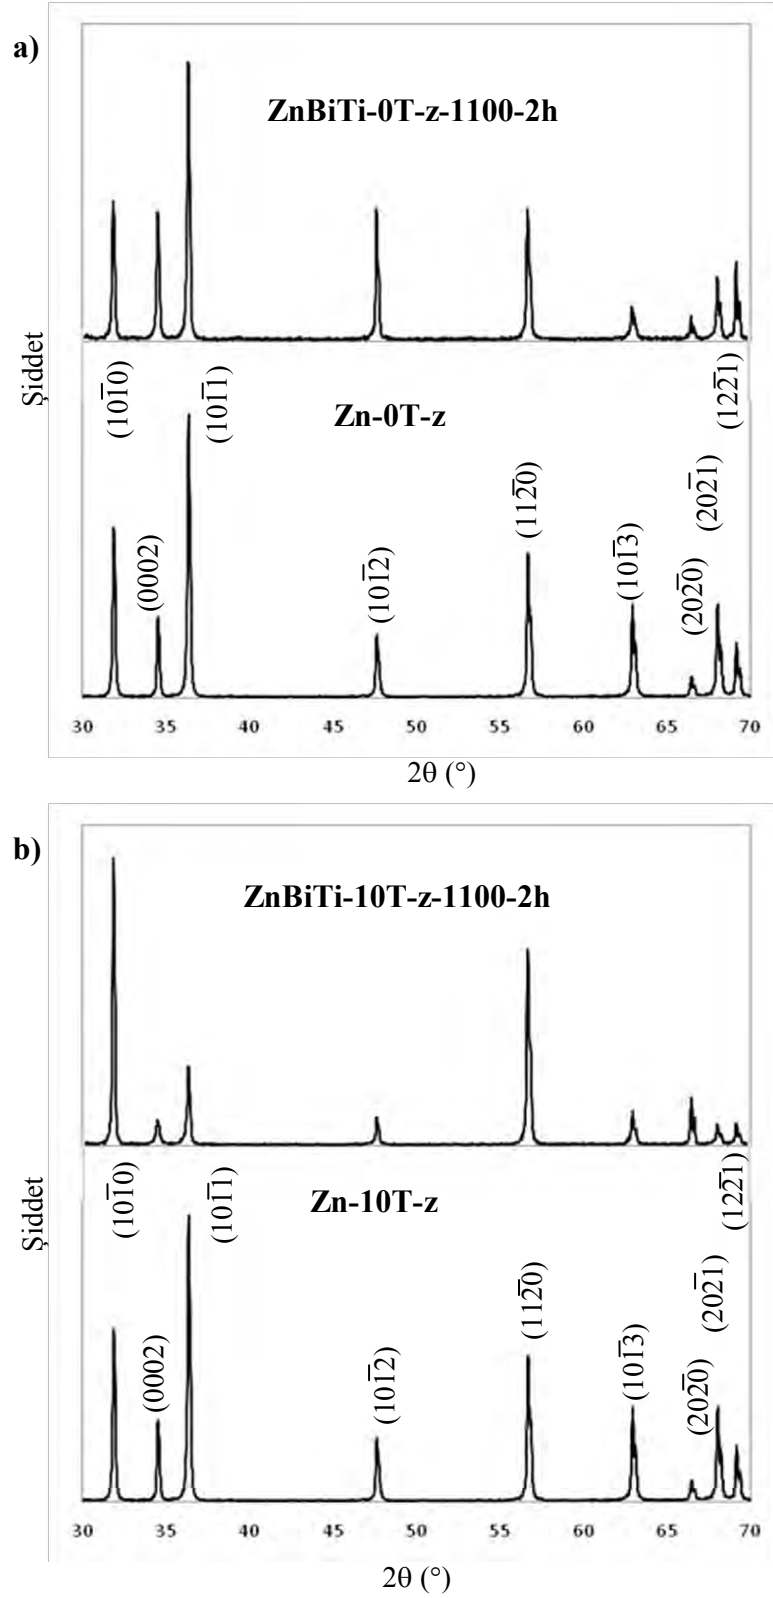 a)
ZnBiTi-0T-z-1100-2h
Şiddet
(101̅0)
(0002)
(101̅1)
Zn-0T-z
(101̅2)
(112̅0)
(101̅3)
(202̅0)
(202̅1)
(122̅1)
30 35 40 45 50 55 60 65 70
2θ (°)
b)
ZnBiTi-10T-z-1100-2h
Şiddet
(101̅0)
(0002)
(101̅1)
Zn-10T-z
(101̅2)
(112̅0)
(101̅3)
(202̅0)
(202̅1)
(122̅1)
30 35 40 45 50 55 60 65 70
2θ (°)